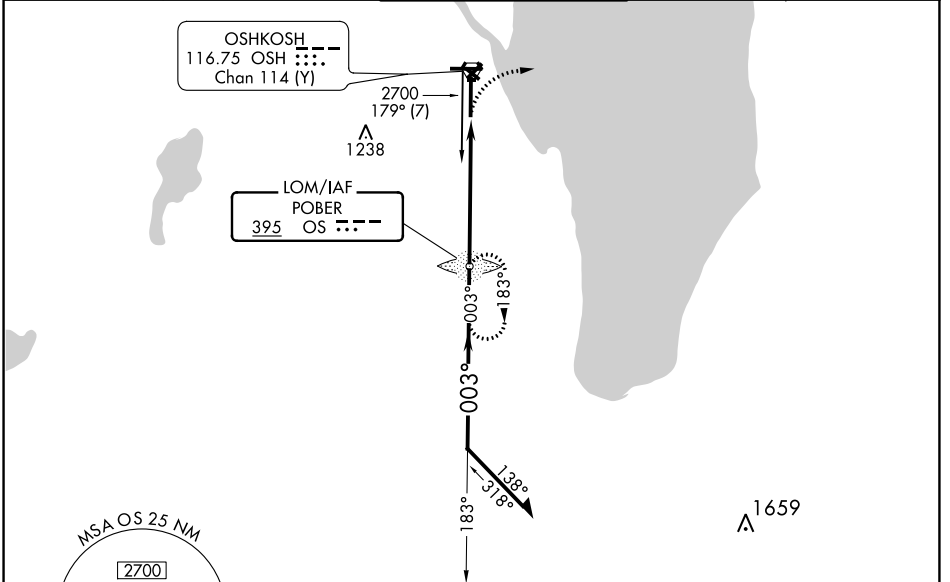 OSHKOSH
116.75 OSH
Chan 114 (Y)
2700
179° (7)
1238
LOM/IAF
POBER
395 OS
183°
003°
003°
138°
318°
183°
1659
MSA OS 25 NM
2700